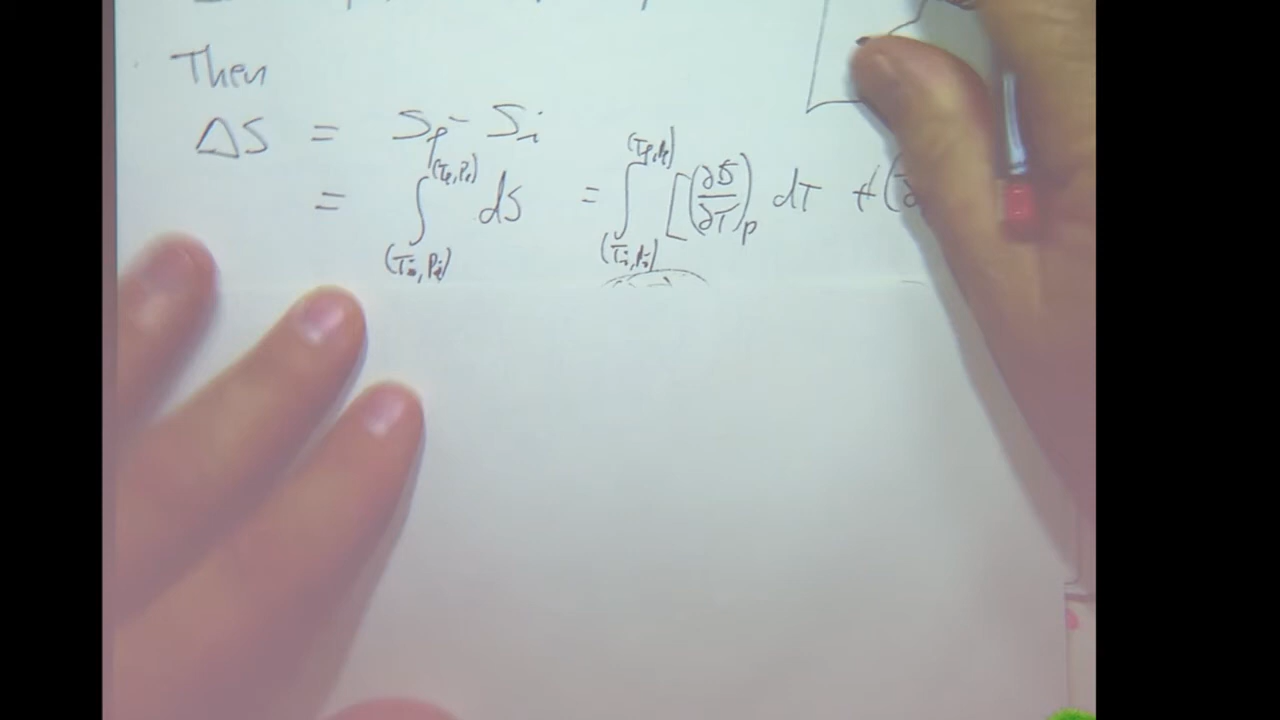 Then
ΔS = S_f - S_i
= ∫_{(T_i, P_i)}^{(T_f, P_f)} dS = ∫_{(T_i, P_i)}^{(T_f, P_f)} [(∂S/∂T)_P dT + (∂